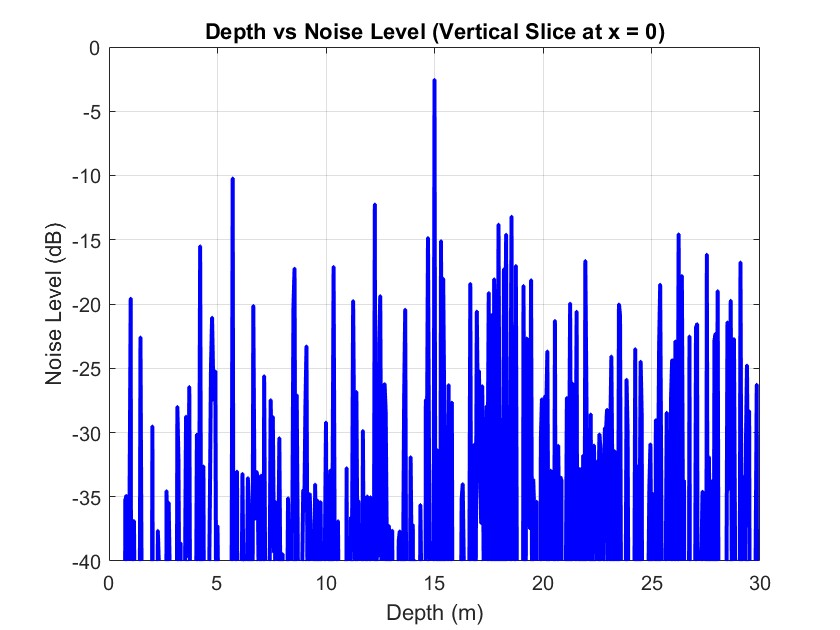 Depth vs Noise Level (Vertical Slice at x = 0)
0
-5
-10
-15
-20
-25
-30
-35
-40
Noise Level (dB)
0 5 10 15 20 25 30
Depth (m)